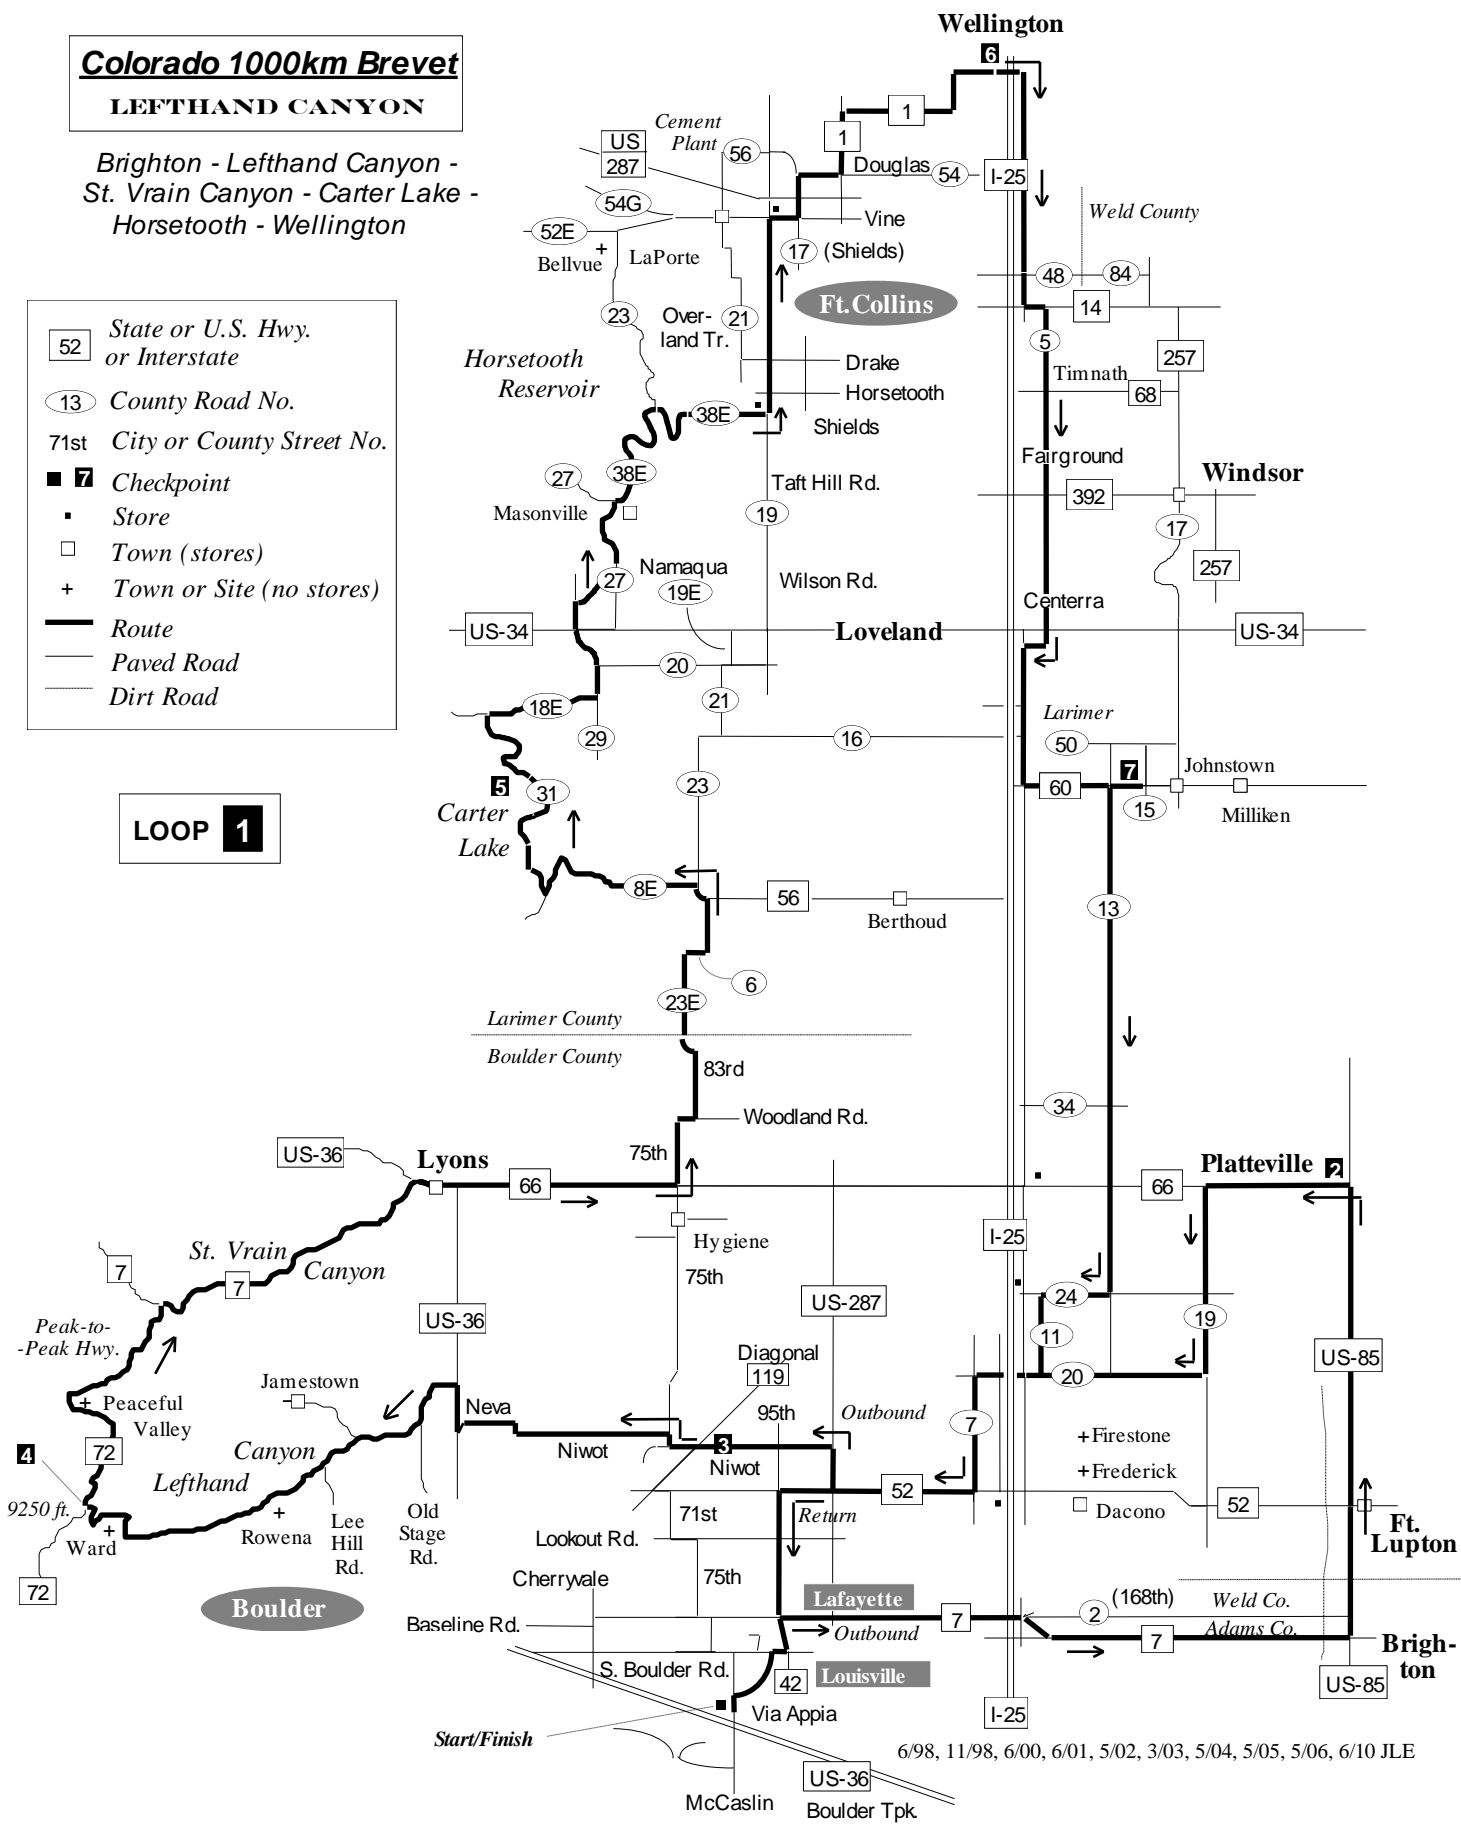 Wellington
6
Colorado 1000km Brevet
LEFTHAND CANYON
Brighton - Lefthand Canyon -
St. Vrain Canyon - Carter Lake -
Horsetooth - Wellington
Cement
Plant
1
1
US
287
56
Douglas
54
I-25
54G
Weld County
52E
Vine
Bellvue
LaPorte
17
(Shields)
48
84
Ft.Collins
14
23
Over-
land Tr.
21
5
257
Horsetooth
Reservoir
Drake
Timnath
68
Horsetooth
38E
Shields
52
State or U.S. Hwy.
or Interstate
13
County Road No.
71st
City or County Street No.
7
Checkpoint
Store
Town (stores)
+
Town or Site (no stores)
Route
Paved Road
Dirt Road
Fairground
Windsor
27
38E
Taft Hill Rd.
392
Masonville
19
17
257
27
Namaqua
19E
Wilson Rd.
Centerra
US-34
Loveland
US-34
20
21
18E
Larimer
29
16
50
5
31
23
7
Johnstown
60
15
Milliken
Carter
Lake
LOOP 1
8E
56
Berthoud
13
6
23E
Larimer County
Boulder County
83rd
34
Woodland Rd.
75th
US-36
Lyons
66
Platteville
2
66
St. Vrain
Canyon
Hygiene
I-25
7
7
75th
US-287
24
19
US-36
11
Peak-to-
-Peak Hwy.
US-85
Diagonal
119
20
Jamestown
Peaceful
Valley
Neva
95th
Outbound
7
+Firestone
Canyon
Niwot
3
Niwot
4
72
Lefthand
+Frederick
52
52
9250 ft.
Dacono
Ft.
Lupton
71st
Return
Rowena
Lee
Hill
Rd.
Old
Stage
Rd.
Lookout Rd.
Ward
72
Cherryvale
75th
Boulder
Lafayette
2
(168th)
Weld Co.
Adams Co.
Baseline Rd.
7
Outbound
7
Brigh-
ton
S. Boulder Rd.
42
Louisville
US-85
Via Appia
I-25
Start/Finish
6/98, 11/98, 6/00, 6/01, 5/02, 3/03, 5/04, 5/05, 5/06, 6/10 JLE
US-36
McCaslin
Boulder Tpk.